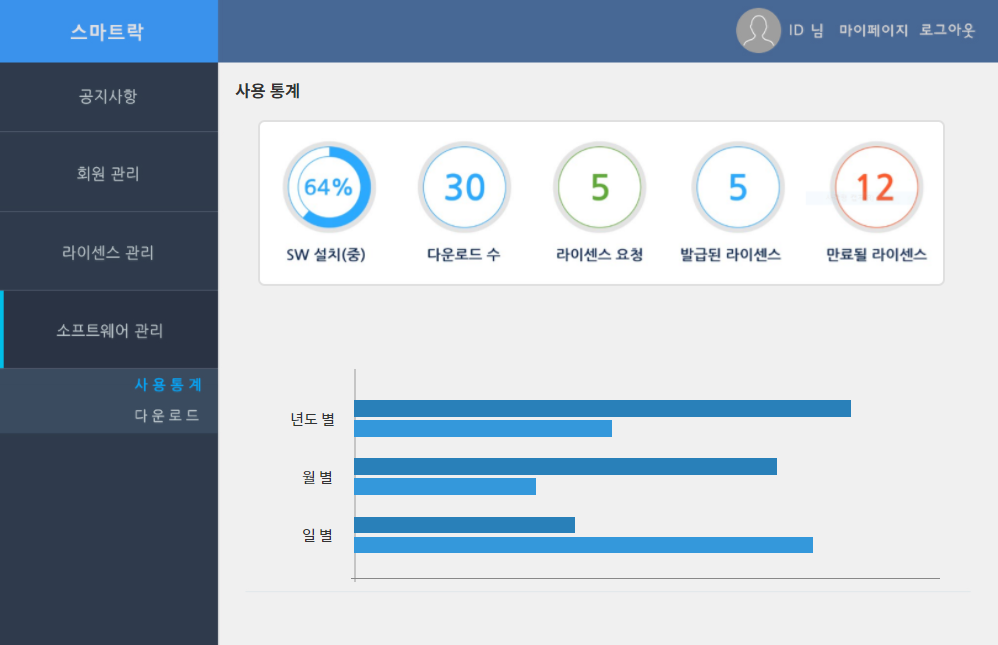 스마트락
ID 님 마이페이지 로그아웃
공지사항
회원 관리
라이센스 관리
소프트웨어 관리
사용통계
다운로드
사용 통계
64%
30
5
5
12
SW 설치(중)
다운로드 수
라이센스 요청
발급된 라이센스
만료될 라이센스
년도 별
월 별
일 별